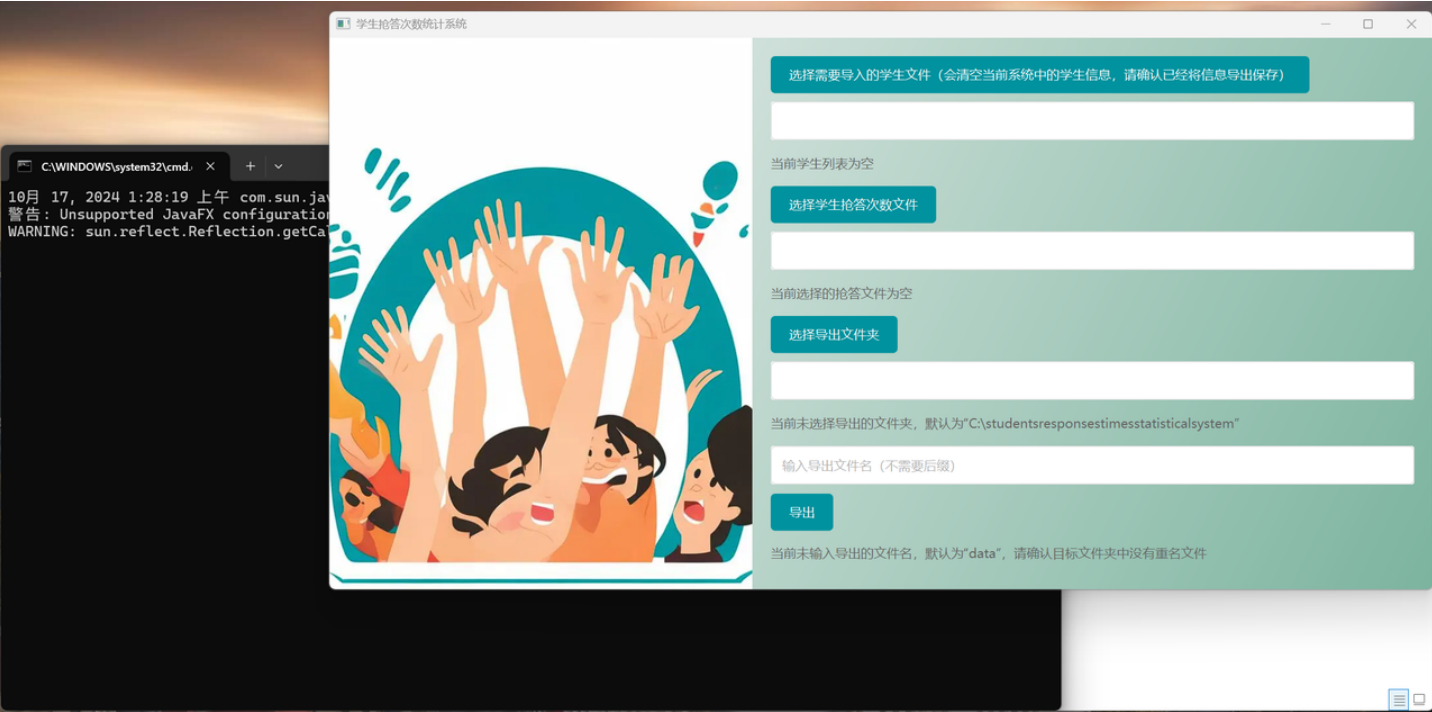 学生抢答次数统计系统
选择需要导入的学生文件（会清空当前系统中的学生信息，请确认已经将信息导出保存）
当前学生列表为空
选择学生抢答次数文件
当前选择的抢答文件为空
选择导出文件夹
当前未选择导出的文件夹，默认为"C:\studentsresponsestimesstatisticalsystem"
输入导出文件名（不需要后缀）
导出
当前未输入导出的文件名，默认为"data"，请确认目标文件夹中没有重名文件
C:\WINDOWS\system32\cmd.
10月 17, 2024 1:28:19 上午 com.sun.jav
警告: Unsupported JavaFX configuration
WARNING: sun.reflect.Reflection.getCa